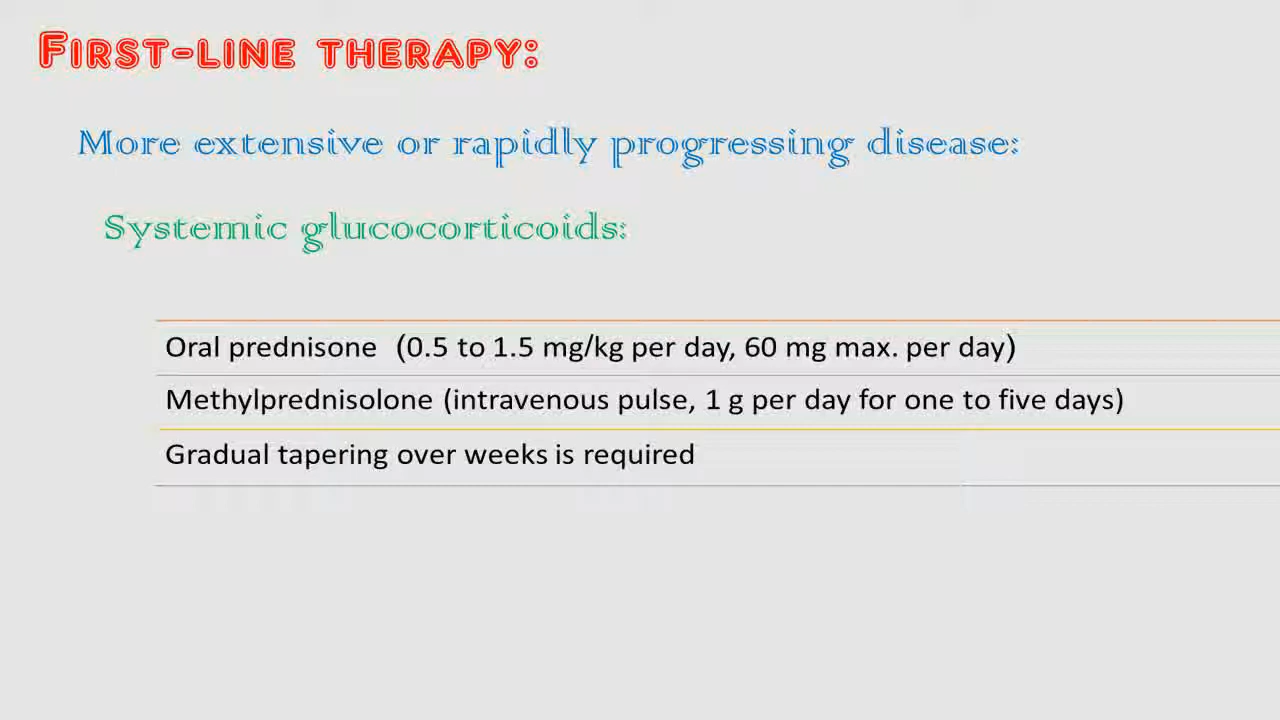 First-line therapy:
More extensive or rapidly progressing disease:
Systemic glucocorticoids:
Oral prednisone (0.5 to 1.5 mg/kg per day, 60 mg max. per day)
Methylprednisolone (intravenous pulse, 1 g per day for one to five days)
Gradual tapering over weeks is required